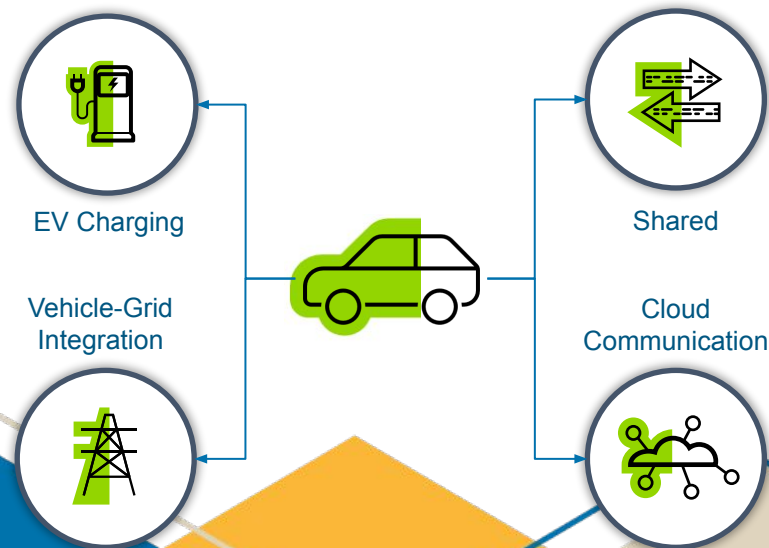 EV Charging
Shared
Vehicle-Grid
Integration
Cloud
Communication